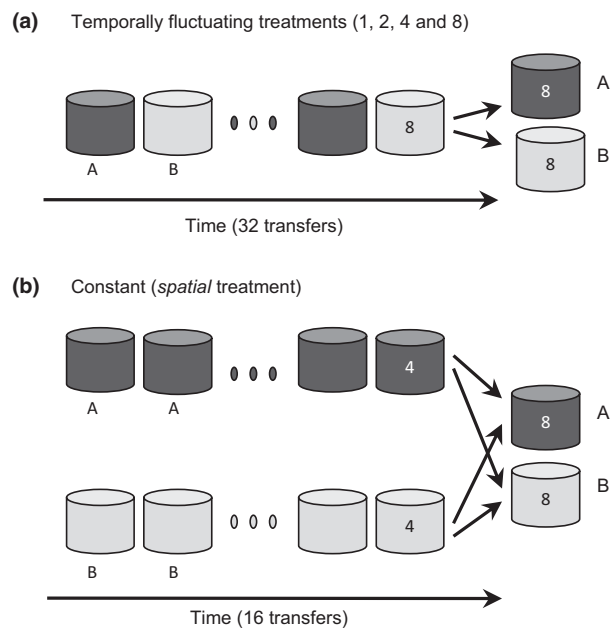 (a) Temporally fluctuating treatments (1, 2, 4 and 8)
8 A
8
8 B
A B
Time (32 transfers)
(b) Constant (spatial treatment)
4
A A
8 A
8 B
4
B B
Time (16 transfers)